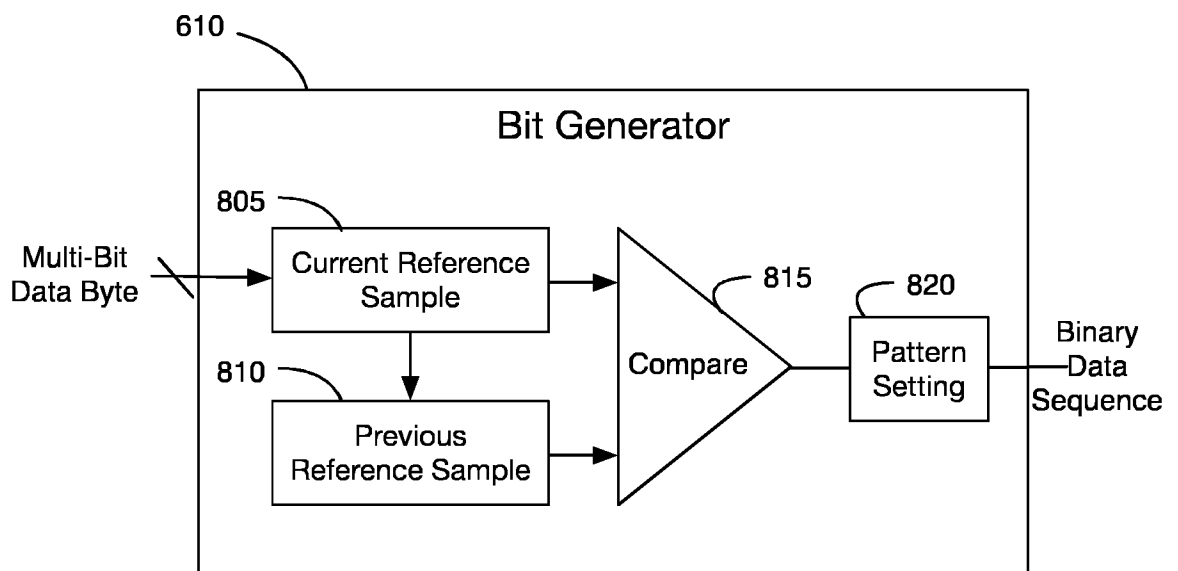 610
Bit Generator
805
Multi-Bit
Data Byte
Current Reference
Sample
815
820
Compare
Pattern
Setting
Binary
Data
Sequence
810
Previous
Reference Sample